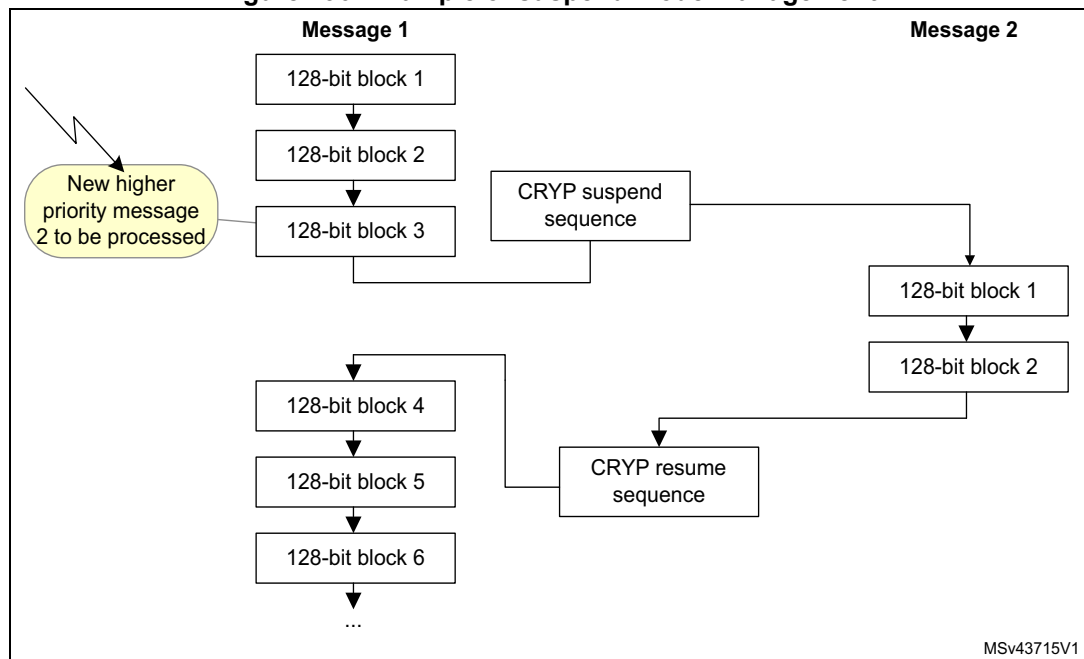 Message 1
Message 2
128-bit block 1
128-bit block 2
New higher
priority message
2 to be processed
128-bit block 3
CRYP suspend
sequence
128-bit block 1
128-bit block 2
128-bit block 4
CRYP resume
sequence
128-bit block 5
128-bit block 6
...
MSv43715V1